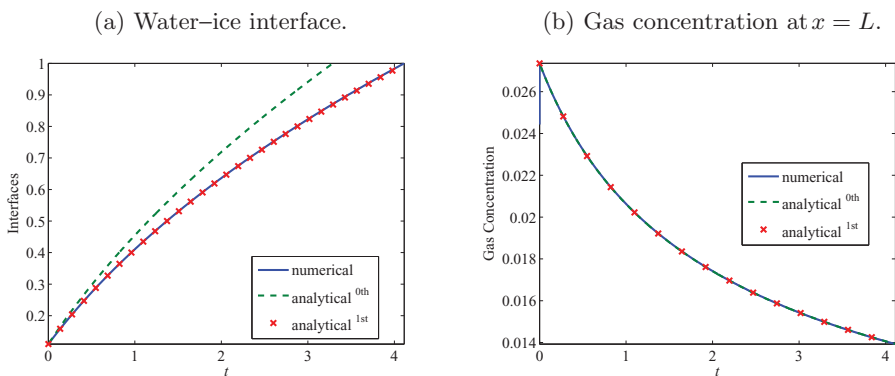 (a) Water–ice interface.
1
0.9
0.8
0.7
0.6
0.5
0.4
0.3
0.2
Interfaces
0 1 2 3 4
t
numerical
analytical 0th
analytical 1st
(b) Gas concentration at x = L.
0.026
0.024
0.022
0.02
0.018
0.016
0.014
Gas Concentration
0 1 2 3 4
t
numerical
analytical 0th
analytical 1st